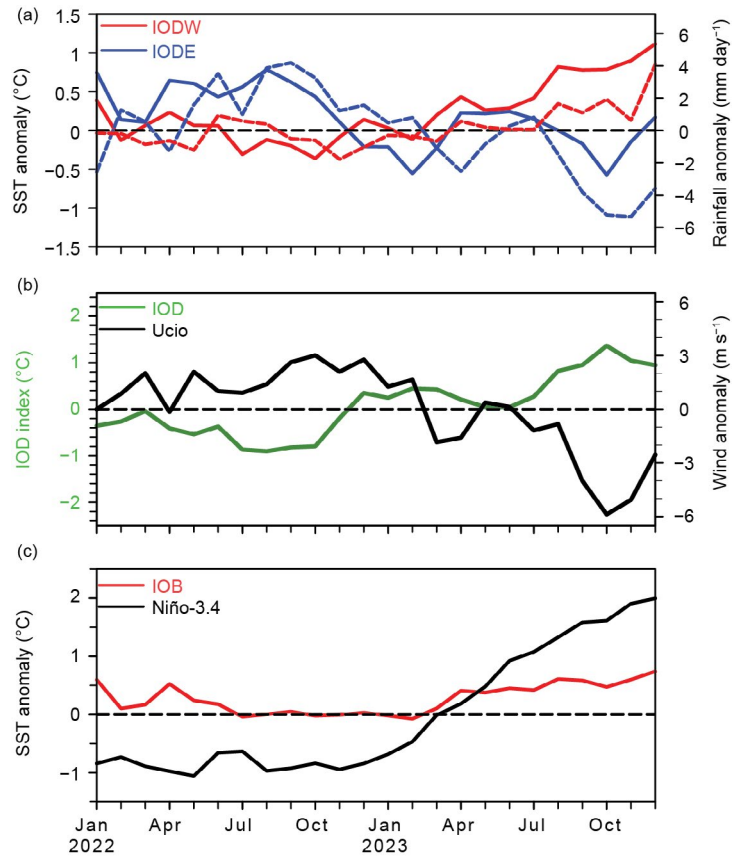 (a)
IODW
IODE
SST anomaly (°C)
1.5
1
0.5
0
−0.5
−1
−1.5
6
4
2
0
−2
−4
−6
Rainfall anomaly (mm day⁻¹)
(b)
IOD
Ucio
IOD index (°C)
2
1
0
−1
−2
6
3
0
−3
−6
Wind anomaly (m s⁻¹)
(c)
IOB
Niño-3.4
SST anomaly (°C)
2
1
0
−1
Jan Apr Jul Oct Jan Apr Jul Oct
2022 2023